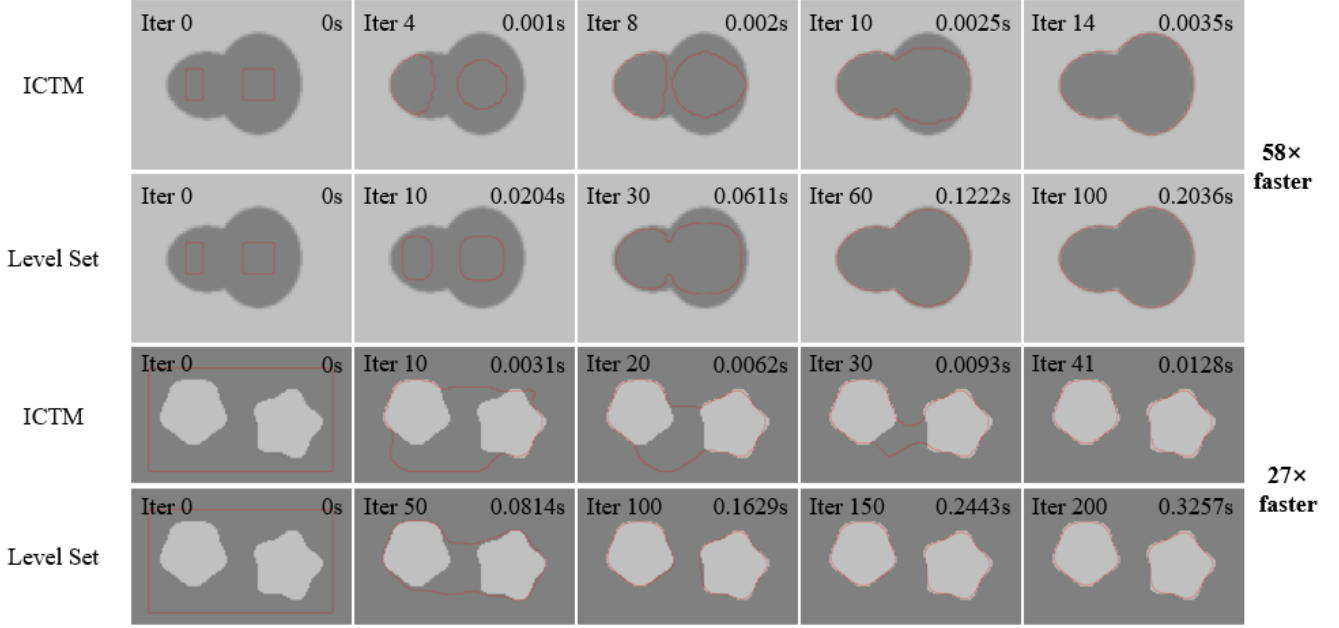 ICTM
Iter 0 0s
Iter 4 0.001s
Iter 8 0.002s
Iter 10 0.0025s
Iter 14 0.0035s
58×
faster
Level Set
Iter 0 0s
Iter 10 0.0204s
Iter 30 0.0611s
Iter 60 0.1222s
Iter 100 0.2036s
ICTM
Iter 0 0s
Iter 10 0.0031s
Iter 20 0.0062s
Iter 30 0.0093s
Iter 41 0.0128s
27×
faster
Level Set
Iter 0 0s
Iter 50 0.0814s
Iter 100 0.1629s
Iter 150 0.2443s
Iter 200 0.3257s